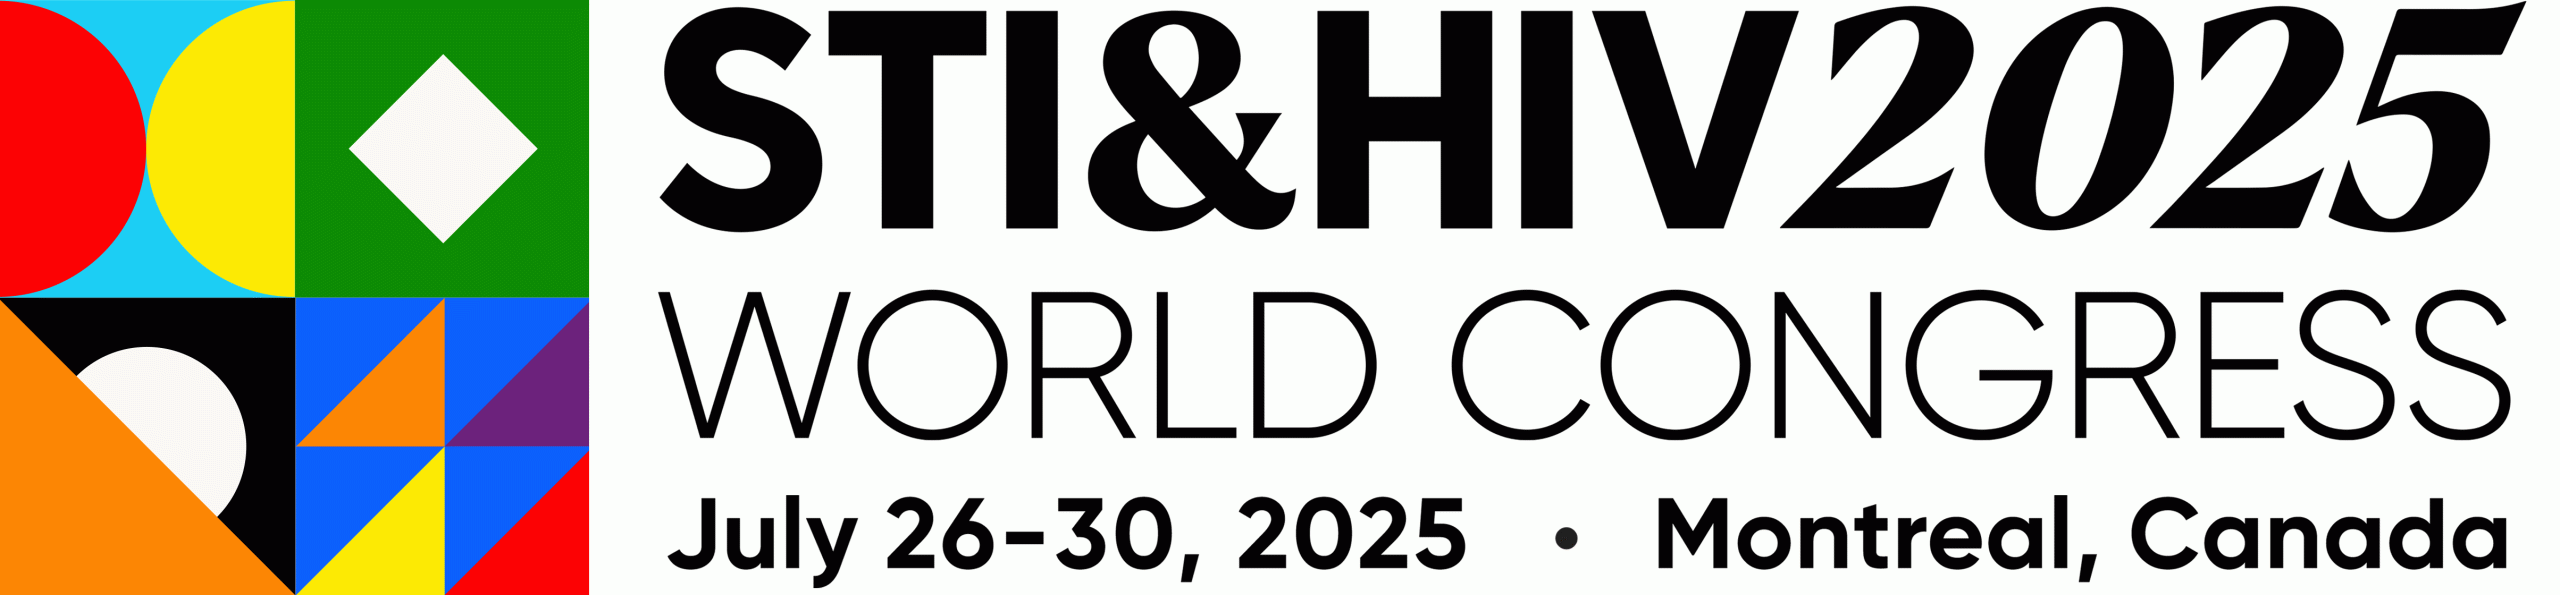 STI&HIV2025
WORLD CONGRESS
July 26-30, 2025 • Montreal, Canada